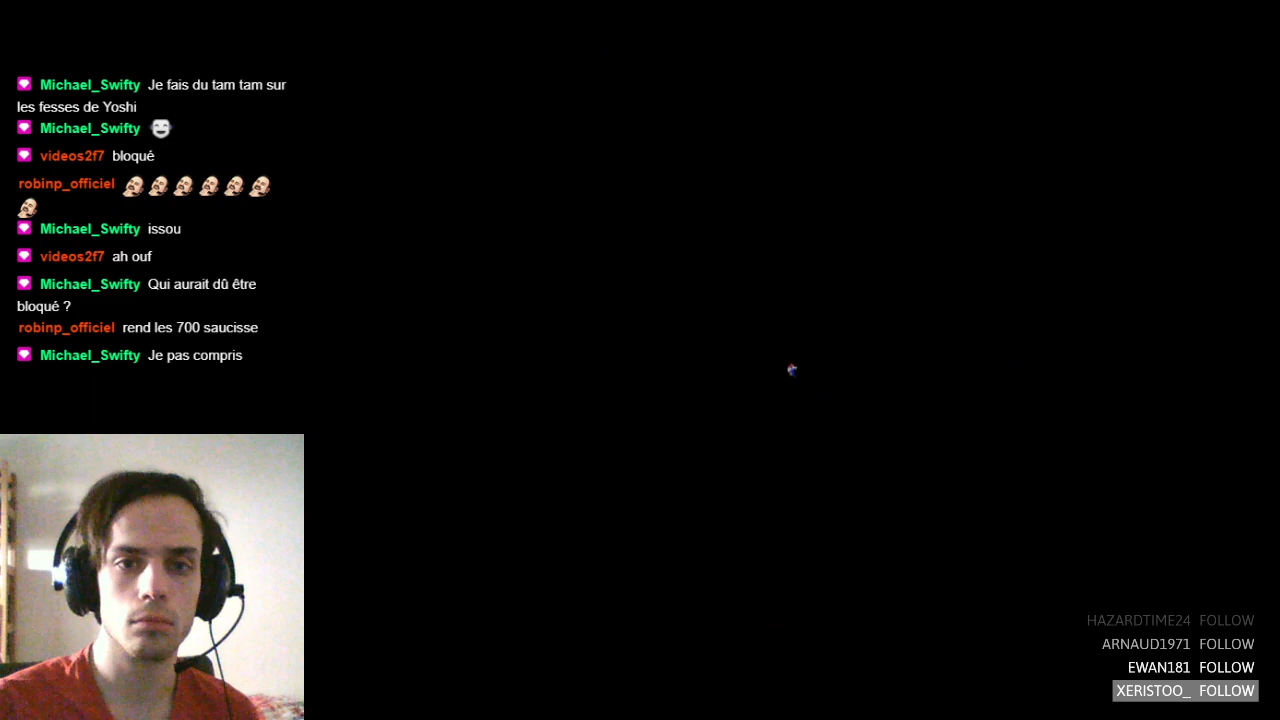 Michael_Swifty Je fais du tam tam sur
les fesses de Yoshi
Michael_Swifty
videos2f7 bloqué
robinp_officiel
Michael_Swifty issou
videos2f7 ah ouf
Michael_Swifty Qui aurait dû être
bloqué ?
robinp_officiel rend les 700 saucisse
Michael_Swifty Je pas compris
HAZARDTIME24 FOLLOW
ARNAUD1971 FOLLOW
EWAN181 FOLLOW
XERISTOO_ FOLLOW